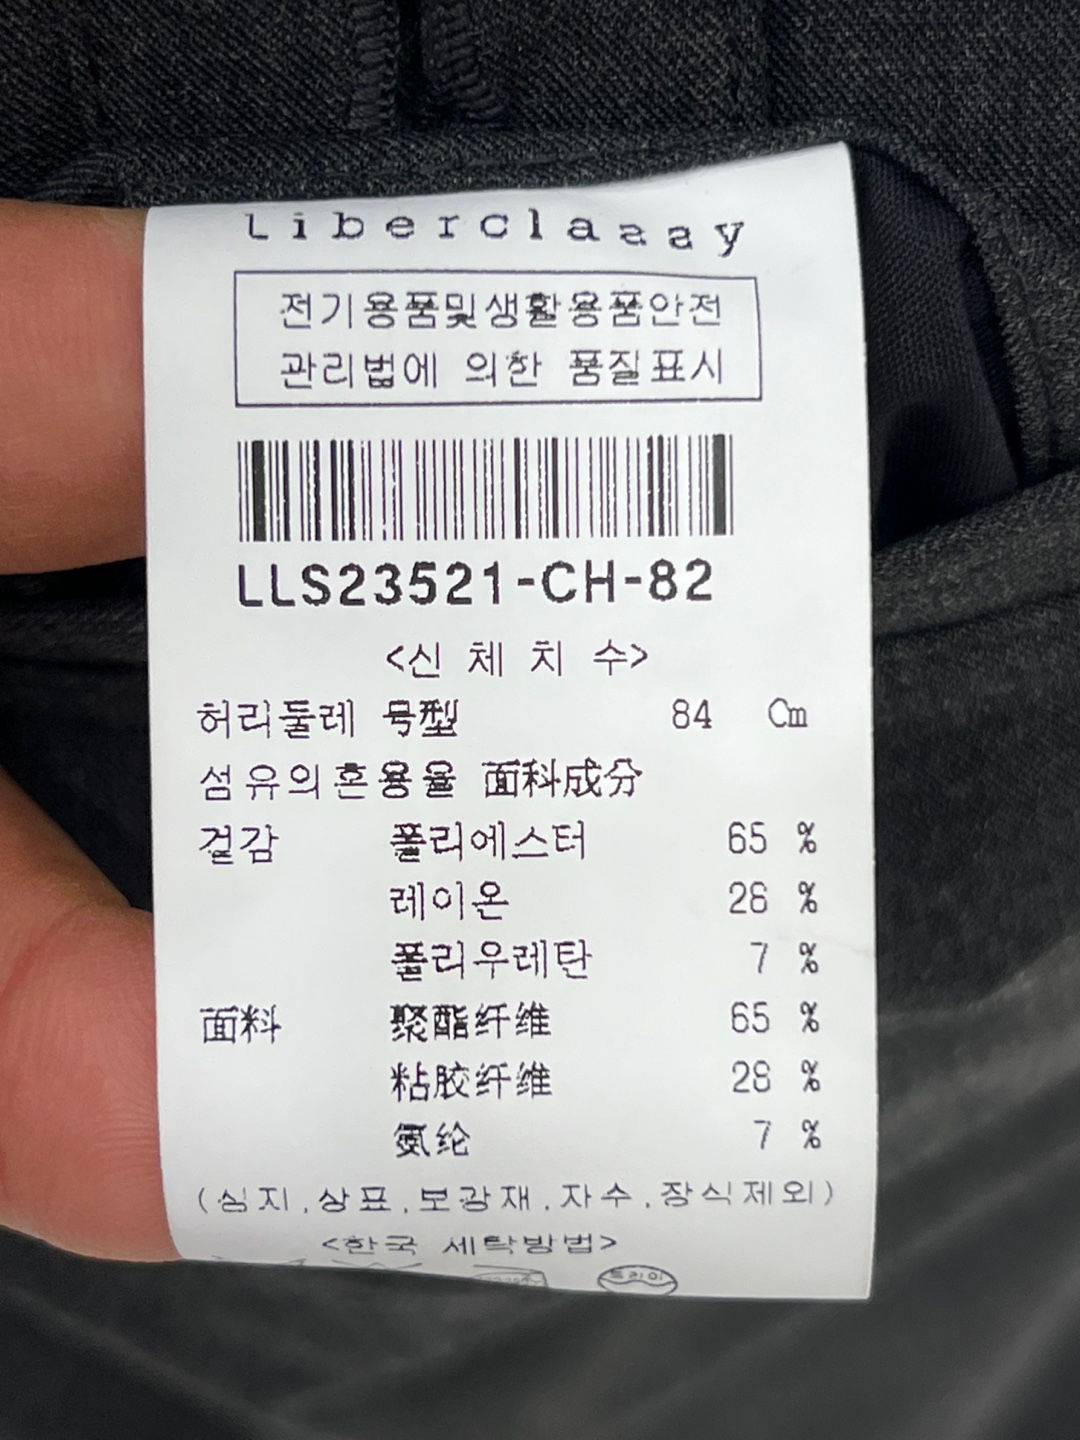 Liberclaaay
전기용품및생활용품안전
관리법에 의한 품질표시
LLS23521-CH-82
<신 체 치 수>
허리둘레 号型 84 Cm
섬유의혼용율 面科成分
겉감 폴리에스터 65 %
레이온 28 %
폴리우레탄 7 %
面料 聚酯纤维 65 %
粘胶纤维 28 %
氨纶 7 %
(심지,상표,보강재,자수,장식제외)
<한국 세탁방법>
드라이